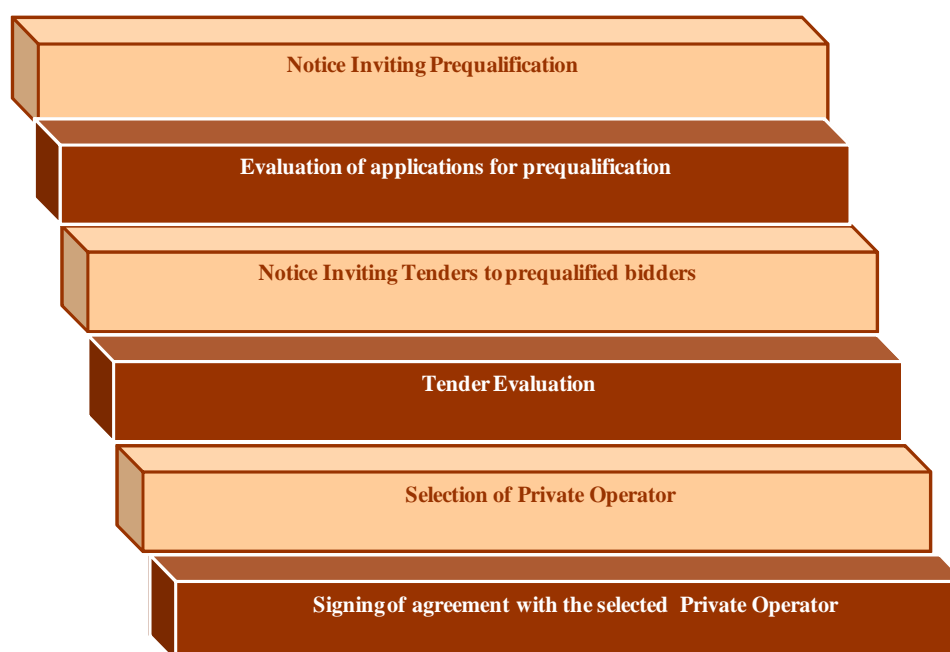 Notice Inviting Prequalification
Evaluation of applications for prequalification
Notice Inviting Tenders to prequalified bidders
Tender Evaluation
Selection of Private Operator
Signing of agreement with the selected Private Operator